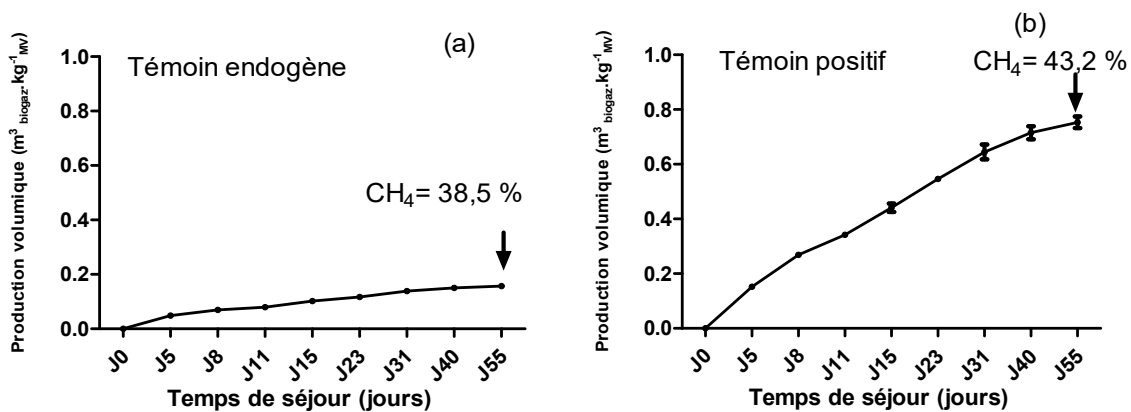 (a)
Témoin endogène
CH4= 38,5 %
Production volumique (m3 biogaz.kg-1 MV)
1.0
0.8
0.6
0.4
0.2
0.0
J0
J5
J8
J11
J15
J23
J31
J40
J55
Temps de séjour (jours)
(b)
Témoin positif
CH4= 43,2 %
Production volumique (m3 biogaz.kg-1 MV)
1.0
0.8
0.6
0.4
0.2
0.0
J0
J5
J8
J11
J15
J23
J31
J40
J55
Temps de séjour (jours)